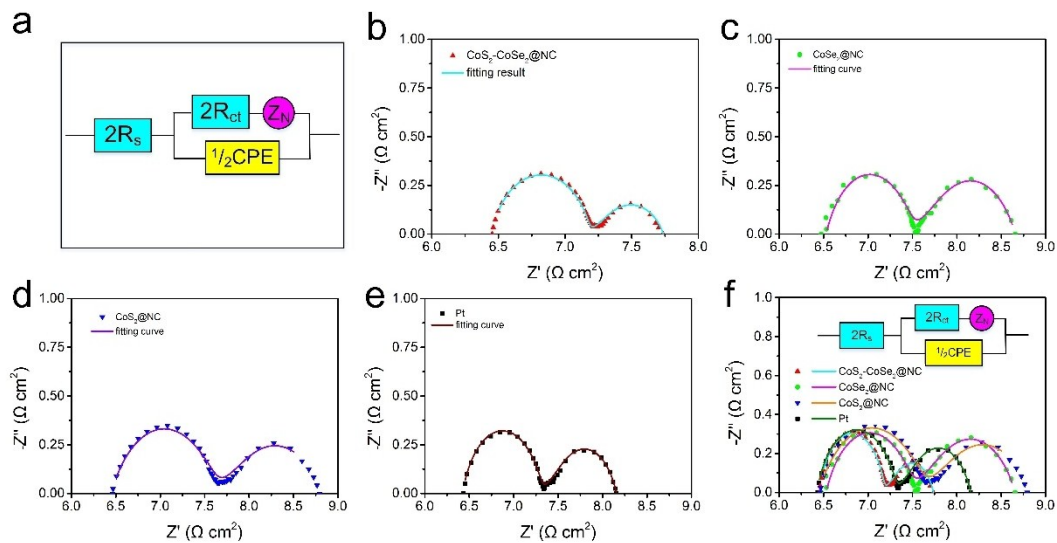 a
2Rs
2Rct
ZN
1/2CPE
b
1.00
0.75
0.50
0.25
0.00
-Z" (Ω cm²)
CoS₂-CoSe₂@NC
fitting result
6.0 6.5 7.0 7.5 8.0
Z' (Ω cm²)
c
1.00
0.75
0.50
0.25
0.00
-Z" (Ω cm²)
CoSe₂@NC
fitting curve
6.0 6.5 7.0 7.5 8.0 8.5 9.0
Z' (Ω cm²)
d
1.00
0.75
0.50
0.25
0.00
-Z" (Ω cm²)
CoS₂@NC
fitting curve
6.0 6.5 7.0 7.5 8.0 8.5 9.0
Z' (Ω cm²)
e
1.00
0.75
0.50
0.25
0.00
-Z" (Ω cm²)
Pt
fitting curve
6.0 6.5 7.0 7.5 8.0 8.5 9.0
Z' (Ω cm²)
f
1.0
0.8
0.6
0.4
0.2
0.0
-Z" (Ω cm²)
2Rs
2Rct
ZN
1/2CPE
CoS₂-CoSe₂@NC
CoSe₂@NC
CoS₂@NC
Pt
6.0 6.5 7.0 7.5 8.0 8.5 9.0
Z' (Ω cm²)